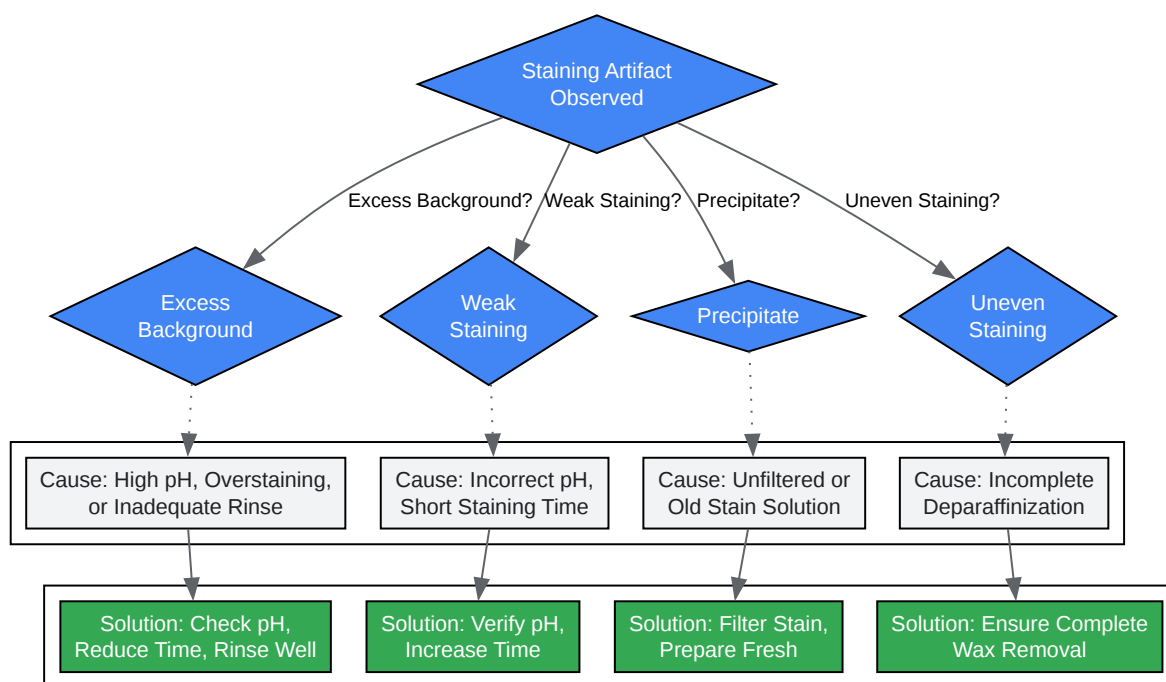 Staining Artifact
Observed
Excess Background?
Weak Staining?
Precipitate?
Uneven Staining?
Excess
Background
Weak
Staining
Precipitate
Uneven
Staining
Cause: High pH, Overstaining,
or Inadequate Rinse
Cause: Incorrect pH,
Short Staining Time
Cause: Unfiltered or
Old Stain Solution
Cause: Incomplete
Deparaffinization
Solution: Check pH,
Reduce Time, Rinse Well
Solution: Verify pH,
Increase Time
Solution: Filter Stain,
Prepare Fresh
Solution: Ensure Complete
Wax Removal